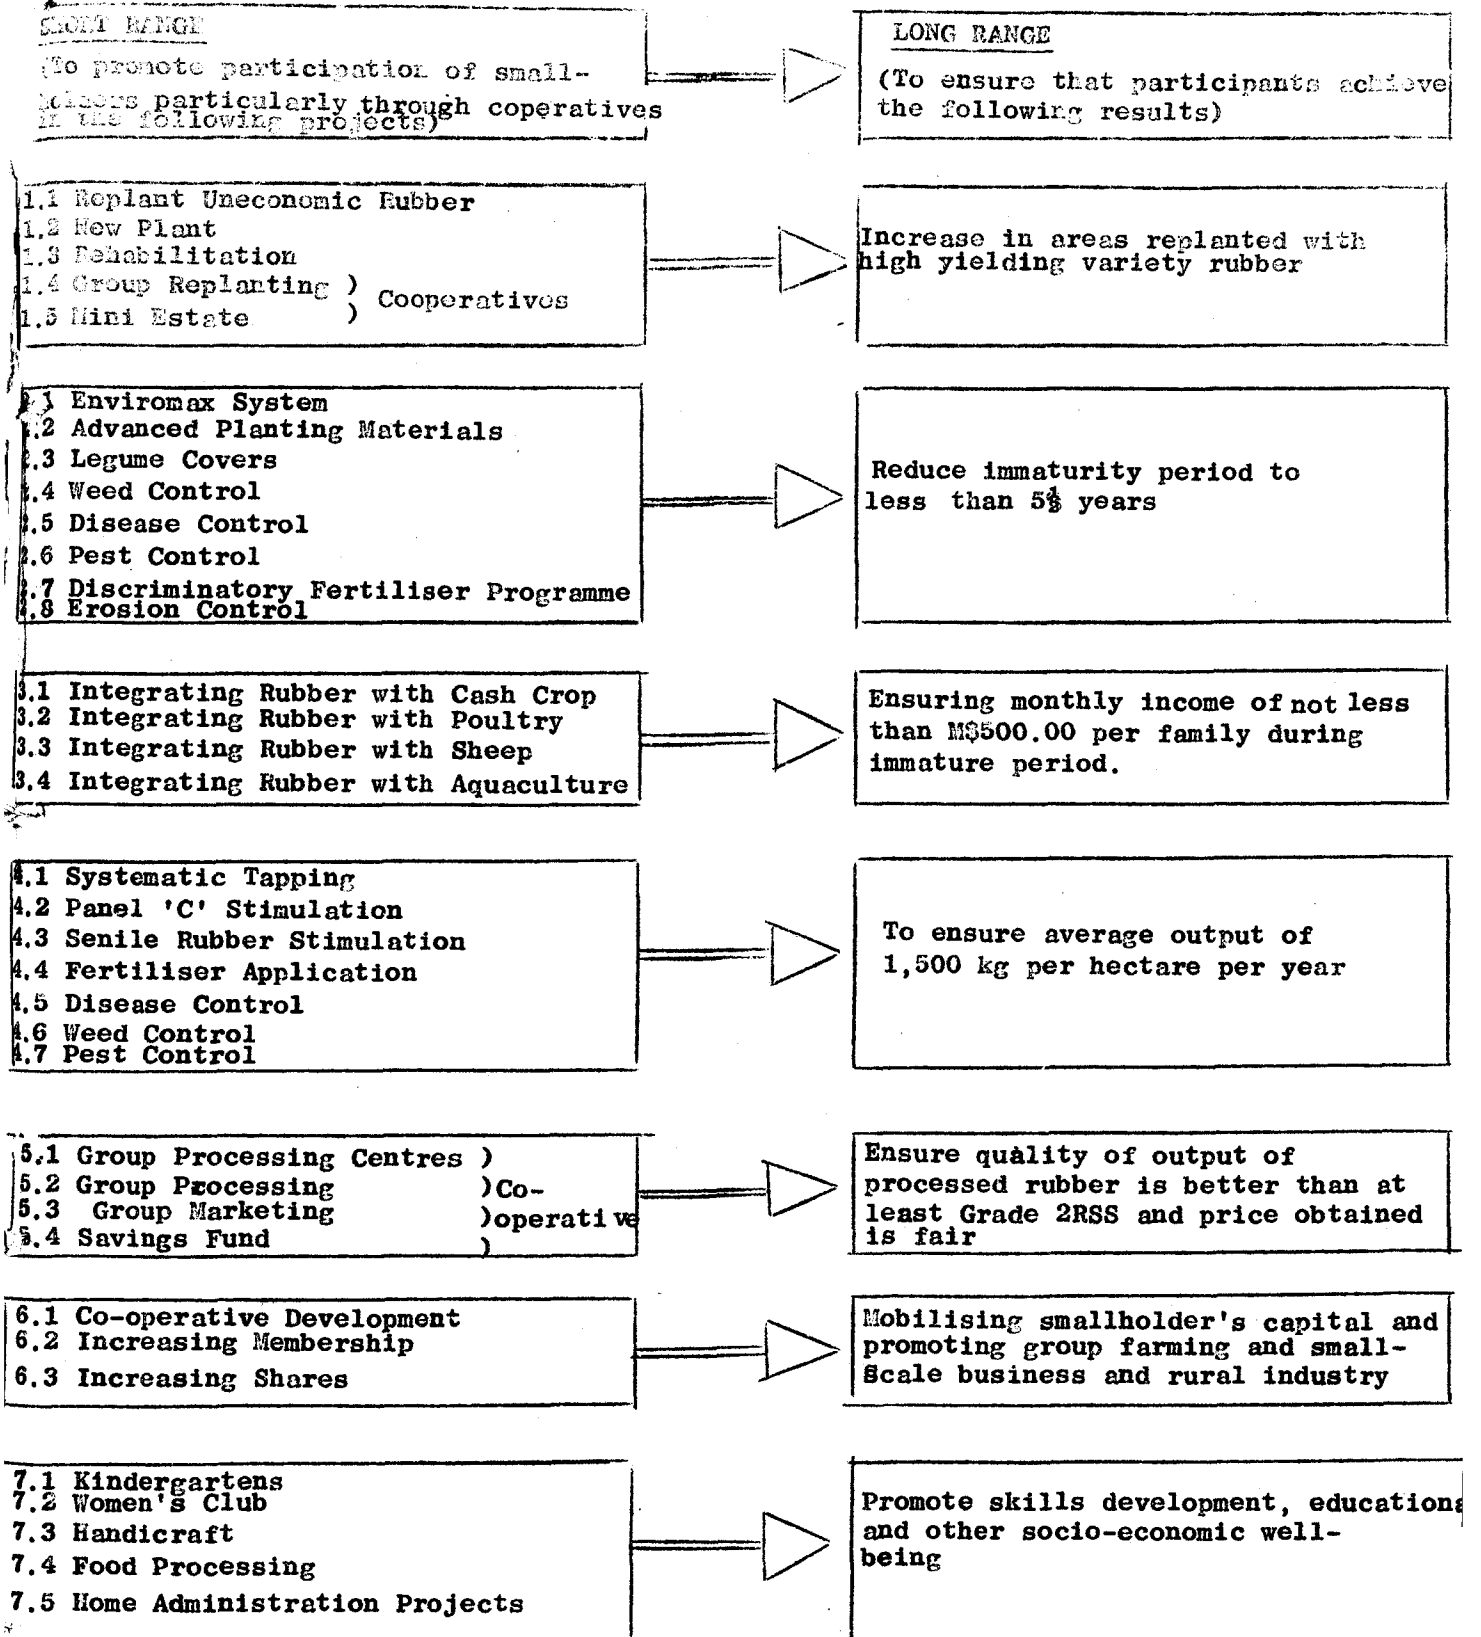 SHORT RANGE
(To promote participation of small-
holders particularly through coperatives
in the following projects)
LONG RANGE
(To ensure that participants achieve
the following results)
1.1 Replant Uneconomic Rubber
1.2 New Plant
1.3 Rehabilitation
1.4 Group Replanting )
1.5 Mini Estate )
Cooperatives
Increase in areas replanted with
high yielding variety rubber
2.1 Enviromax System
2.2 Advanced Planting Materials
2.3 Legume Covers
2.4 Weed Control
2.5 Disease Control
2.6 Pest Control
2.7 Discriminatory Fertiliser Programme
2.8 Erosion Control
Reduce immaturity period to
less than 5½ years
3.1 Integrating Rubber with Cash Crop
3.2 Integrating Rubber with Poultry
3.3 Integrating Rubber with Sheep
3.4 Integrating Rubber with Aquaculture
Ensuring monthly income of not less
than M$500.00 per family during
immature period.
4.1 Systematic Tapping
4.2 Panel 'C' Stimulation
4.3 Senile Rubber Stimulation
4.4 Fertiliser Application
4.5 Disease Control
4.6 Weed Control
4.7 Pest Control
To ensure average output of
1,500 kg per hectare per year
5.1 Group Processing Centres )
5.2 Group Processing )Co-
5.3 Group Marketing )operative
5.4 Savings Fund )
Ensure quality of output of
processed rubber is better than at
least Grade 2RSS and price obtained
is fair
6.1 Co-operative Development
6.2 Increasing Membership
6.3 Increasing Shares
Mobilising smallholder's capital and
promoting group farming and small-
Scale business and rural industry
7.1 Kindergartens
7.2 Women's Club
7.3 Handicraft
7.4 Food Processing
7.5 Home Administration Projects
Promote skills development, educationa
and other socio-economic well-
being